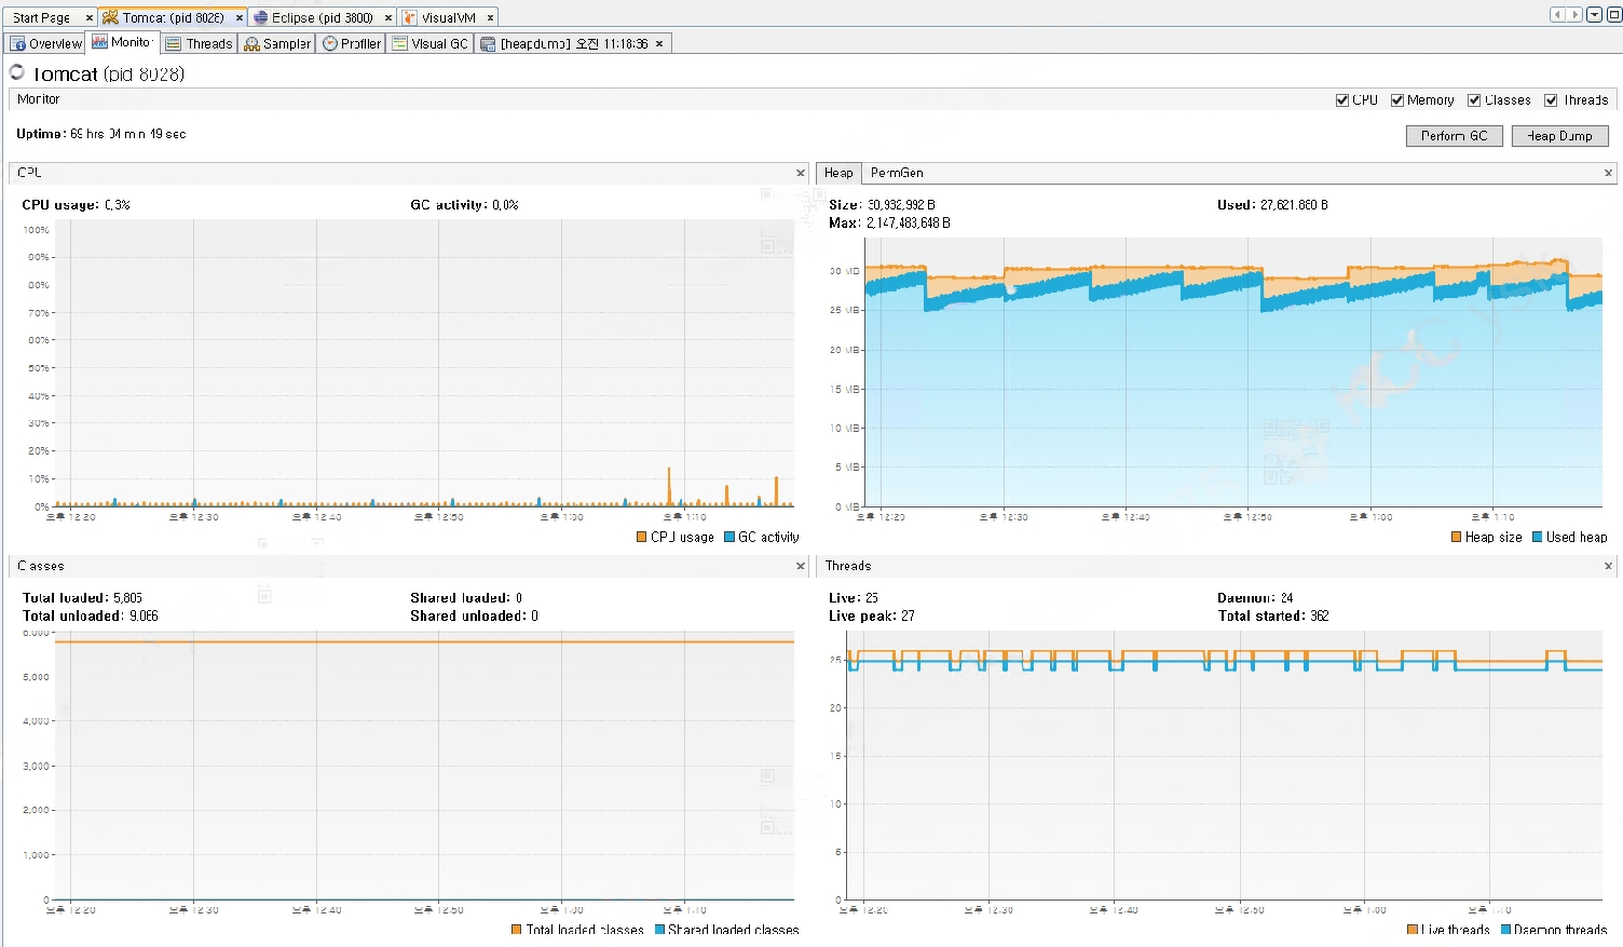 Start Page Tomcat (pid 8028) Eclipse (pid 3800) VisualVM
Overview Monitor Threads Sampler Profiler Visual GC [heapdump] 오전 11:18:36
Tomcat (pid 8028)
Monitor CPU Memory Classes Threads
Uptime: 69 hrs 04 min 49 sec
Perform GC Heap Dump
CPU
CPU usage: 0.3% GC activity: 0.0%
100%
90%
80%
70%
60%
50%
40%
30%
20%
10%
0%
오후 12:20 오후 12:30 오후 12:40 오후 12:50 오후 1:00 오후 1:10
CPU usage GC activity
Heap PermGen
Size: 30,932,992 B Used: 27,621,860 B
Max: 2,147,483,648 B
30 MB
25 MB
20 MB
15 MB
10 MB
5 MB
0 MB
오후 12:20 오후 12:30 오후 12:40 오후 12:50 오후 1:00 오후 1:10
Heap size Used heap
Classes
Total loaded: 5,805 Shared loaded: 0
Total unloaded: 9,066 Shared unloaded: 0
6,000
5,000
4,000
3,000
2,000
1,000
0
오후 12:20 오후 12:30 오후 12:40 오후 12:50 오후 1:00 오후 1:10
Total loaded classes Shared loaded classes
Threads
Live: 25 Daemon: 24
Live peak: 27 Total started: 362
25
20
15
10
5
0
오후 12:20 오후 12:30 오후 12:40 오후 12:50 오후 1:00 오후 1:10
Live threads Daemon threads